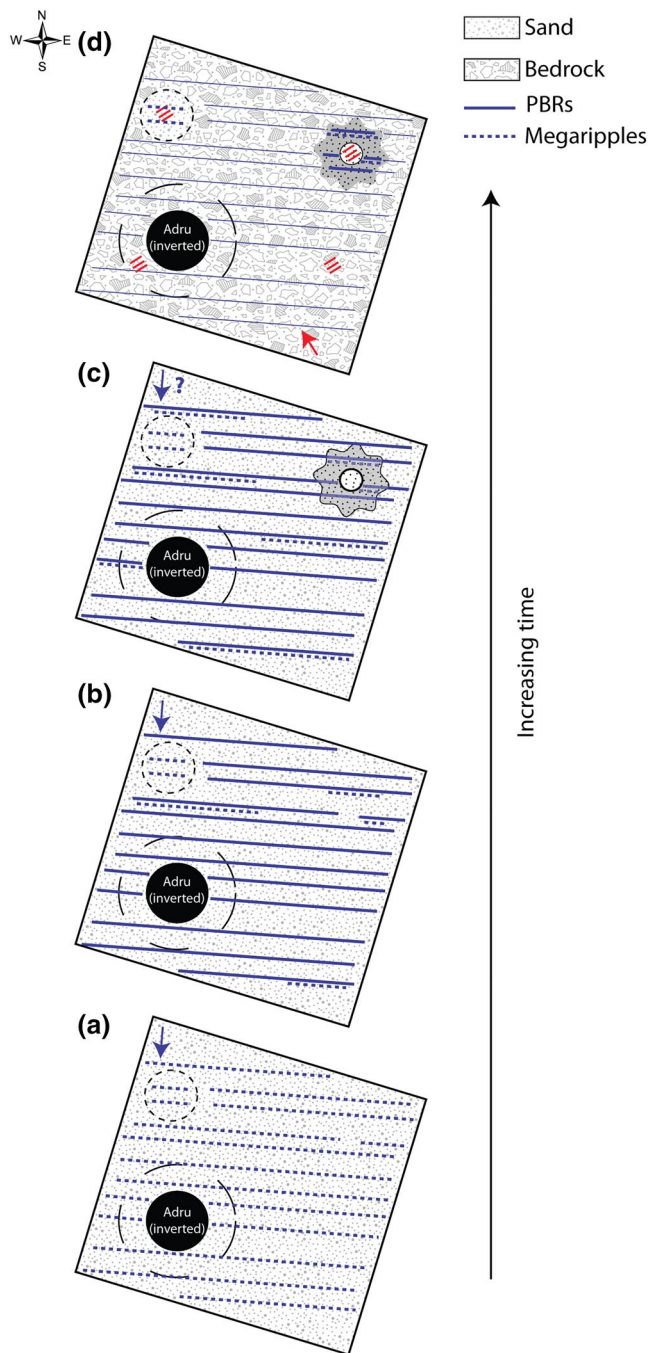 N
W E
S
(d)
Sand
Bedrock
PBRs
Megaripples
Adru
(inverted)
(c)
?
Adru
(inverted)
Increasing time
(b)
Adru
(inverted)
(a)
Adru
(inverted)